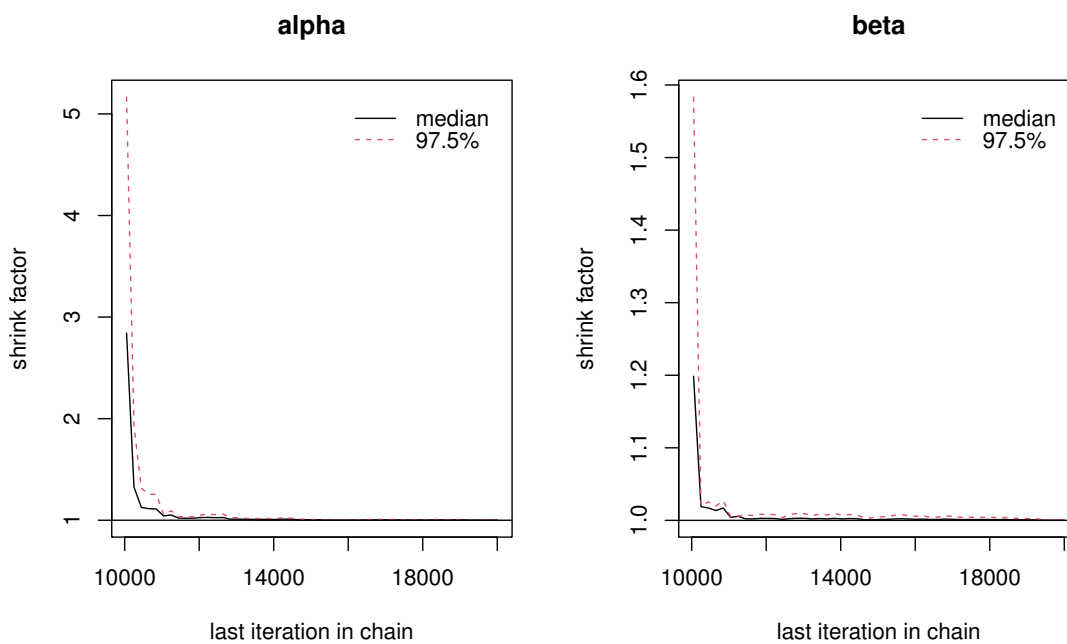 alpha
median
97.5%
5
4
3
2
1
shrink factor
10000
14000
18000
last iteration in chain
beta
median
97.5%
1.6
1.5
1.4
1.3
1.2
1.1
1.0
shrink factor
10000
14000
18000
last iteration in chain